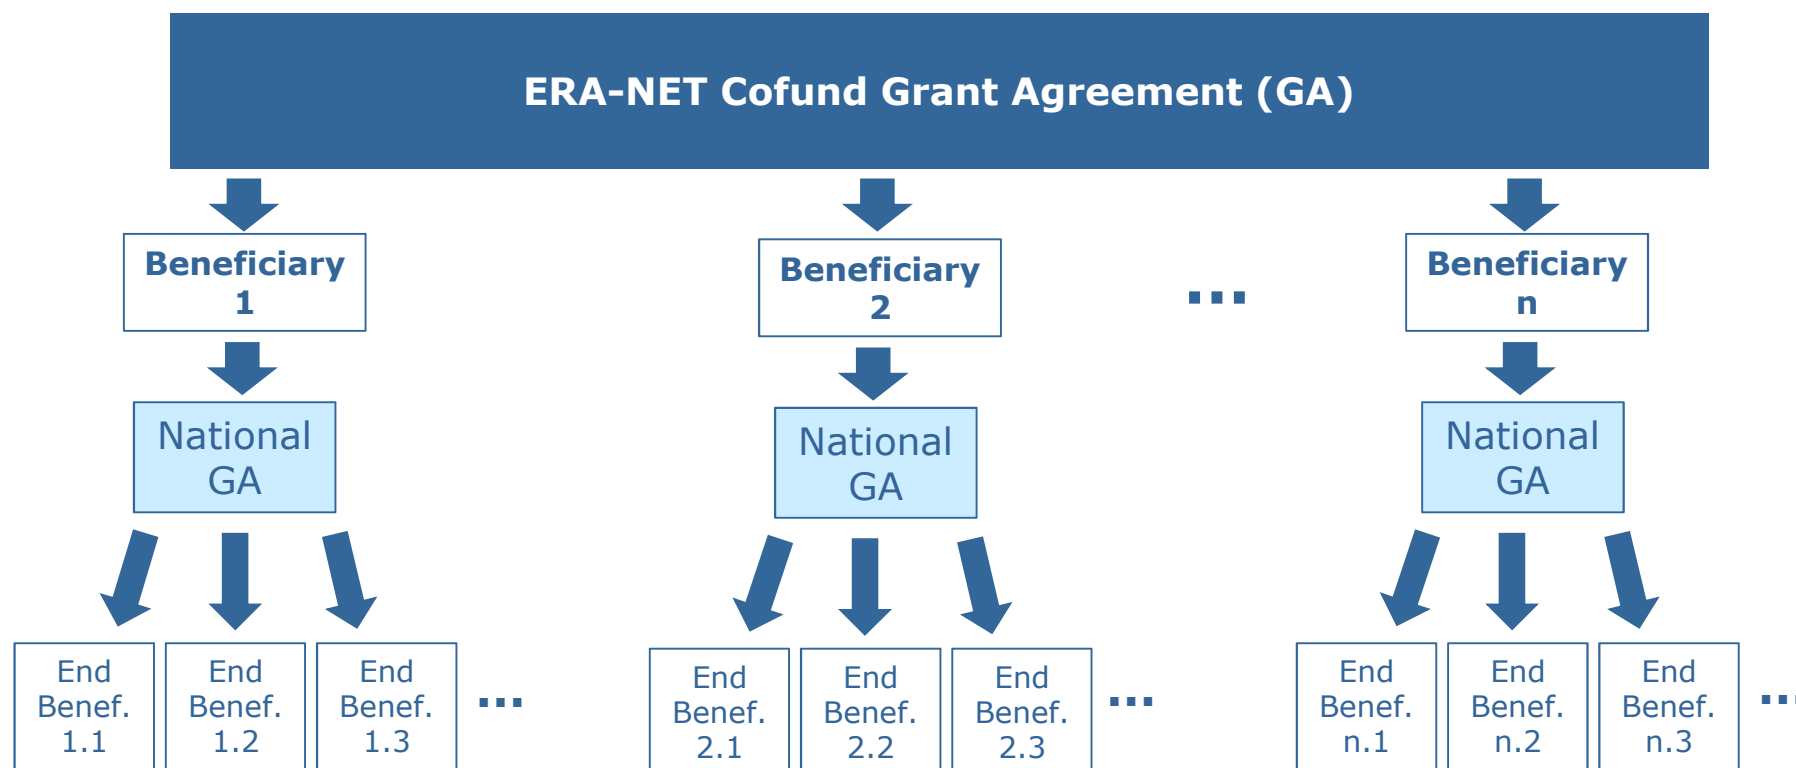 ERA-NET Cofund Grant Agreement (GA)
Beneficiary
1
Beneficiary
2
...
Beneficiary
n
National
GA
National
GA
National
GA
End
Benef.
1.1
End
Benef.
1.2
End
Benef.
1.3
...
End
Benef.
2.1
End
Benef.
2.2
End
Benef.
2.3
...
End
Benef.
n.1
End
Benef.
n.2
End
Benef.
n.3
...